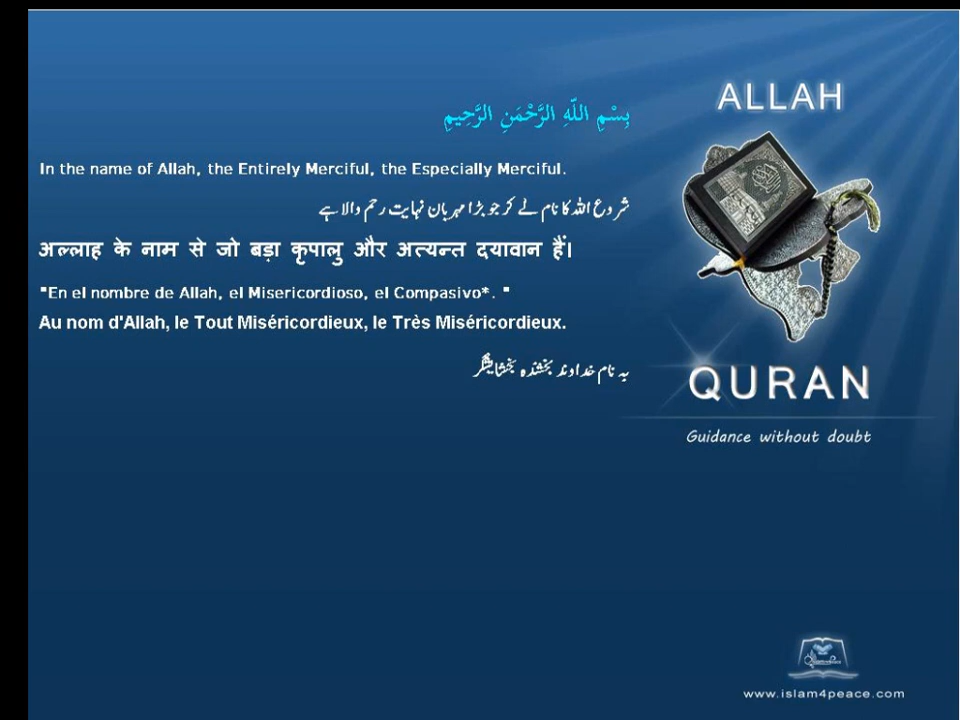 بِسْمِ اللَّهِ الرَّحْمَنِ الرَّحِيمِ
In the name of Allah, the Entirely Merciful, the Especially Merciful.
شروع الله کا نام لے کر جو بڑا مہربان نہایت رحم والا ہے
अल्लाह के नाम से जो बड़ा कृपालु और अत्यन्त दयावान हैं।
"En el nombre de Allah, el Misericordioso, el Compasivo*. "
Au nom d'Allah, le Tout Miséricordieux, le Très Miséricordieux.
به نام خداوند بخشنده بخشایشگر
ALLAH
QURAN
Guidance without doubt
www.islam4peace.com